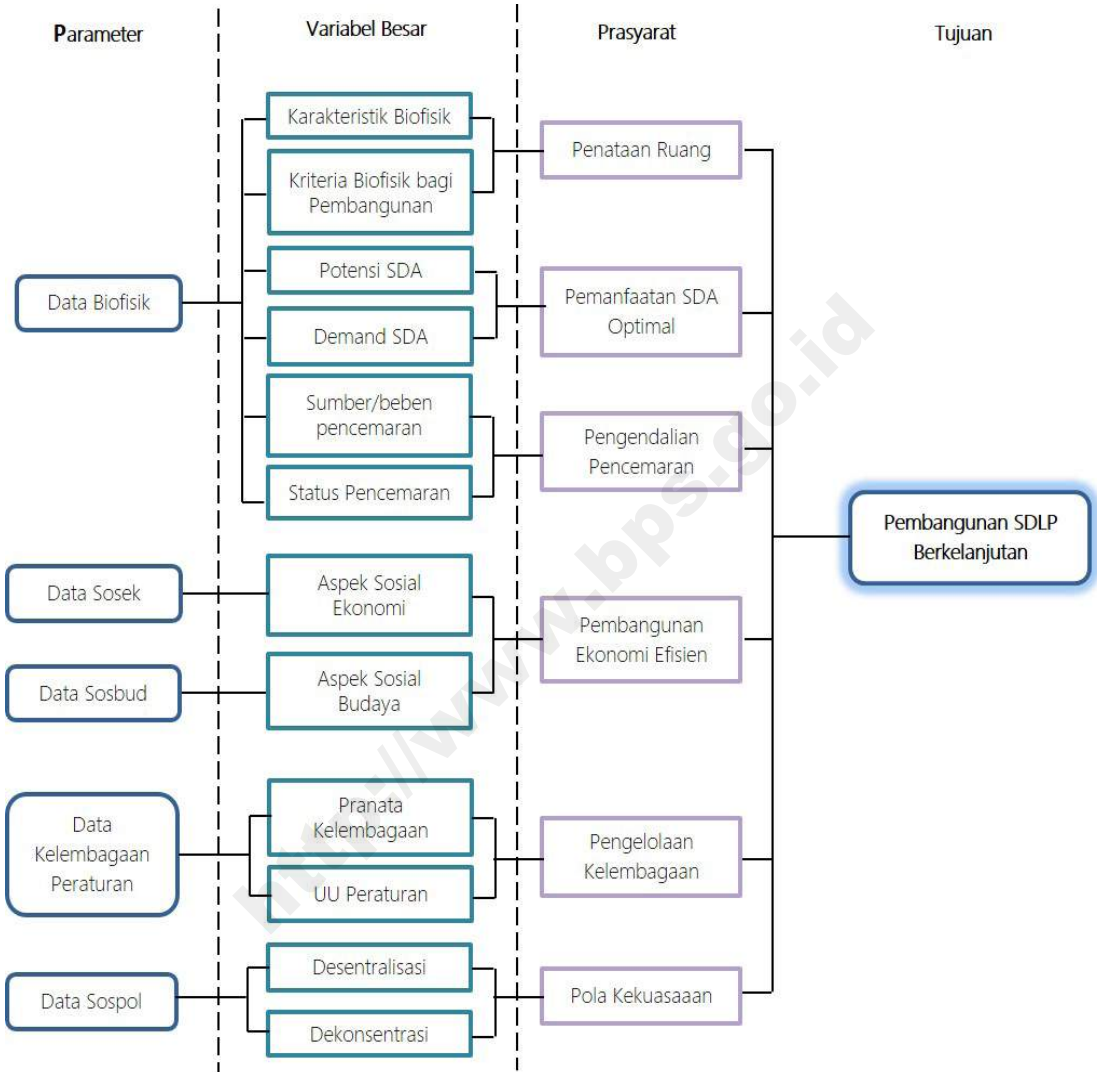 Parameter
Variabel Besar
Prasyarat
Tujuan
Karakteristik Biofisik
Kriteria Biofisik bagi
Pembangunan
Potensi SDA
Demand SDA
Sumber/beben
pencemaran
Status Pencemaran
Data Biofisik
Penataan Ruang
Pemanfaatan SDA
Optimal
Pengendalian
Pencemaran
Pembangunan SDLP
Berkelanjutan
Data Sosek
Aspek Sosial
Ekonomi
Pembangunan
Ekonomi Efisien
Data Sosbud
Aspek Sosial
Budaya
Data
Kelembagaan
Peraturan
Pranata
Kelembagaan
UU Peraturan
Pengelolaan
Kelembagaan
Data Sospol
Desentralisasi
Dekonsentrasi
Pola Kekuasaaan
http://www.bps.go.id